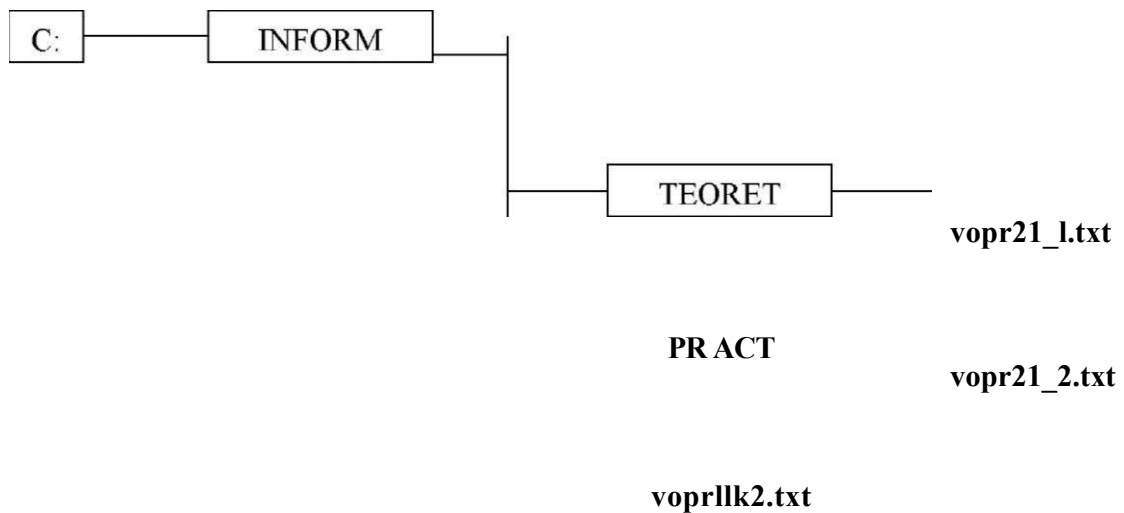 C:
INFORM
TEORET
vopr21_l.txt
PR ACT
vopr21_2.txt
voprllk2.txt